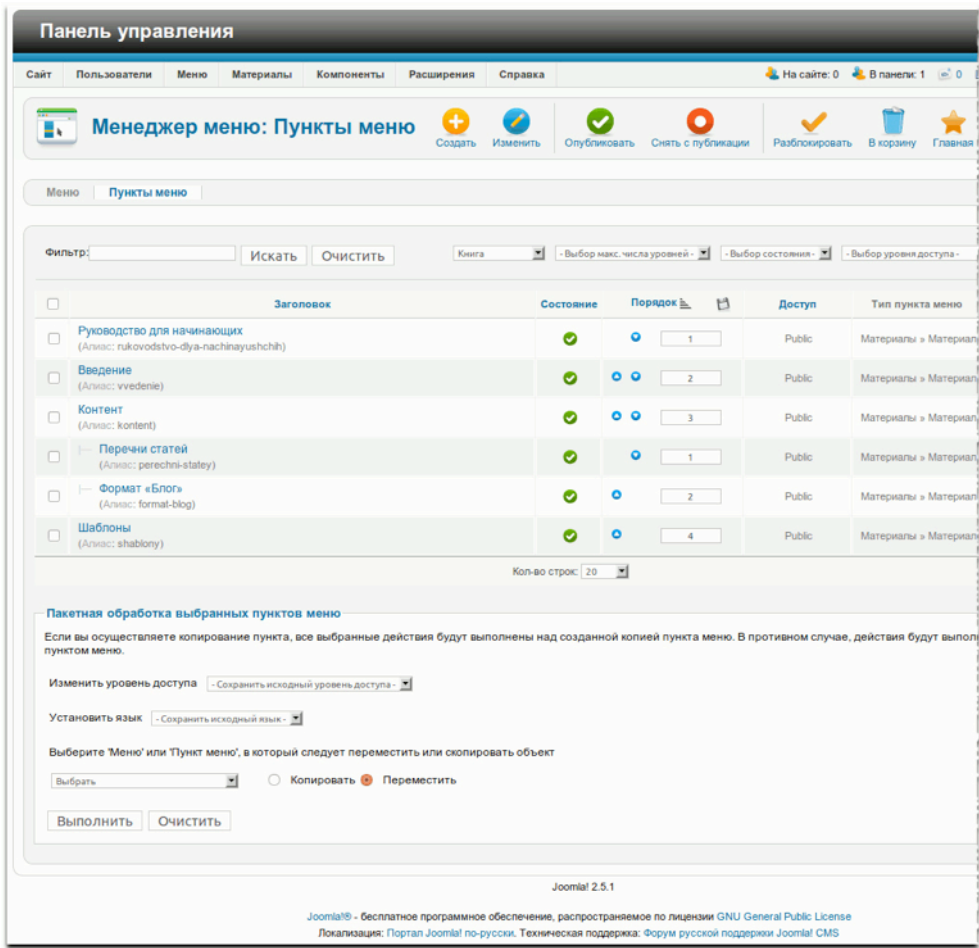 Панель управления
Сайт Пользователи Меню Материалы Компоненты Расширения Справка На сайте: 0 В панели: 1 0
Менеджер меню: Пункты меню Создать Изменить Опубликовать Снять с публикации Разблокировать В корзину Главная
Меню Пункты меню
Фильтр: Искать Очистить Книга - Выбор макс. числа уровней - - Выбор состояния - - Выбор уровня доступа -
Заголовок Состояние Порядок Доступ Тип пункта меню
Руководство для начинающих 1 Public Материалы » Материал
(Алиас: rukovodstvo-dlya-nachinayushchih)
Введение 2 Public Материалы » Материал
(Алиас: vvedenie)
Контент 3 Public Материалы » Материал
(Алиас: kontent)
Перечни статей 1 Public Материалы » Материал
(Алиас: perechni-statey)
Формат «Блог» 2 Public Материалы » Материал
(Алиас: format-blog)
Шаблоны 4 Public Материалы » Материал
(Алиас: shablony)
Кол-во строк: 20
Пакетная обработка выбранных пунктов меню
Если вы осуществляете копирование пункта, все выбранные действия будут выполнены над созданной копией пункта меню. В противном случае, действия будут выпол
пунктом меню.
Изменить уровень доступа - Сохранить исходный уровень доступа -
Установить язык - Сохранить исходный язык -
Выберите 'Меню' или 'Пункт меню', в который следует переместить или скопировать объект
Выбрать Копировать Переместить
Выполнить Очистить
Joomla! 2.5.1
Joomla!® - бесплатное программное обеспечение, распространяемое по лицензии GNU General Public License
Локализация: Портал Joomla! по-русски. Техническая поддержка: Форум русской поддержки Joomla! CMS